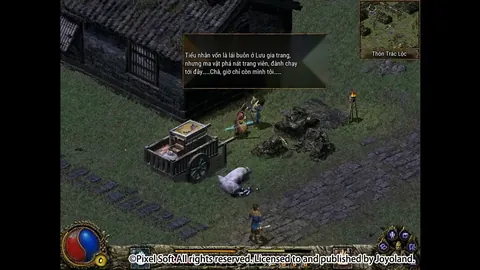 Tiểu nhân vốn là lái buôn ở Lưu gia trang,
nhưng ma vật phá nát trang viên, đánh chạy
tới đây.....Chà, giờ chỉ còn mình tôi.....
Thôn Trác Lộc
©Pixel Soft All rights reserved. Licensed to and published by Joyoland.